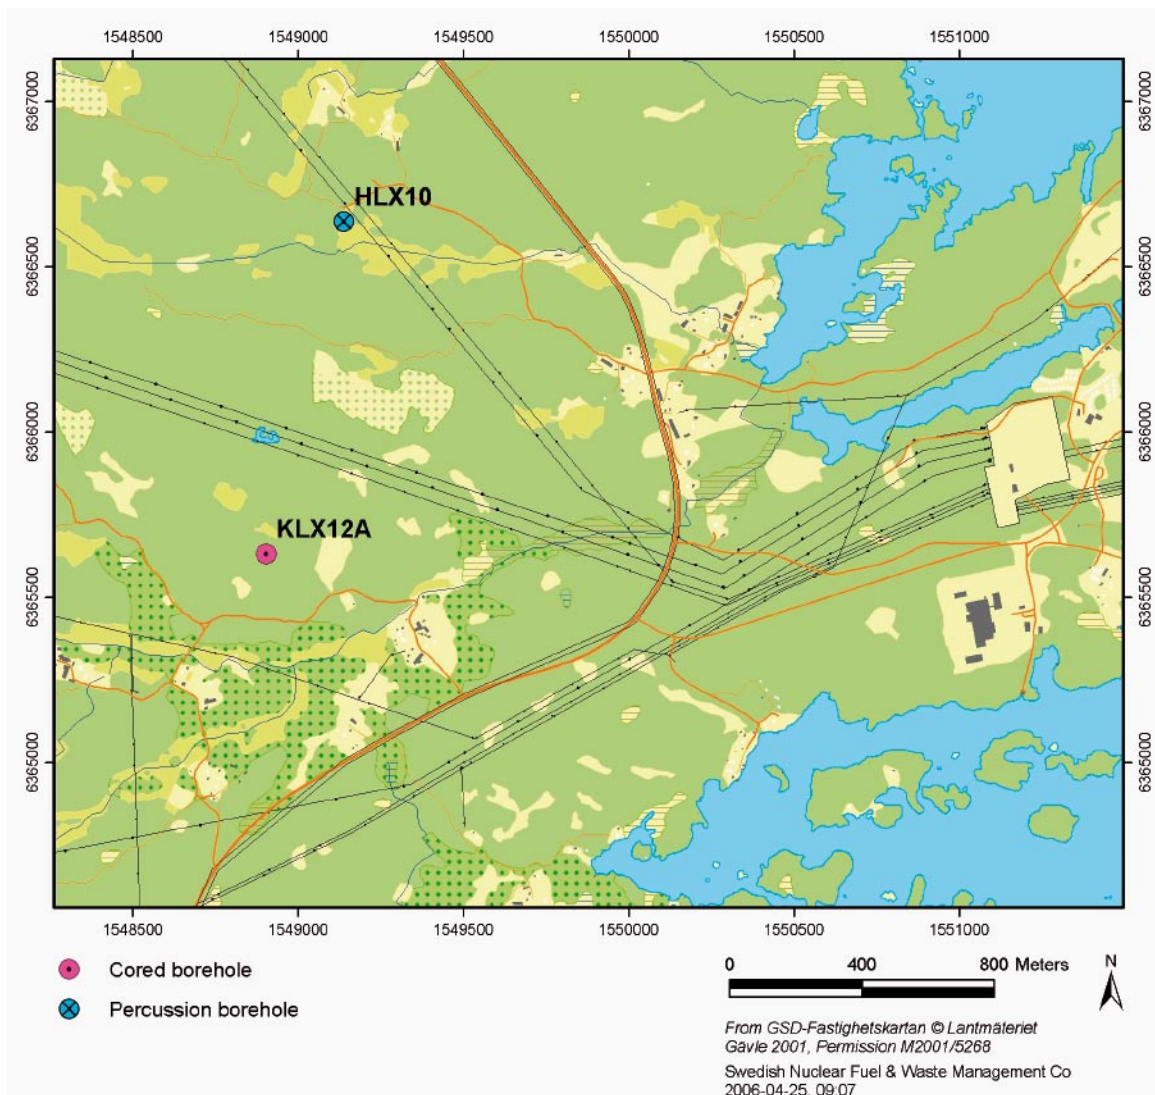 1548500 1549000 1549500 1550000 1550500 1551000
6367000 6367000
HLX10
6366500 6366500
6366000 6366000
KLX12A
6365500 6365500
6365000 6365000
1548500 1549000 1549500 1550000 1550500 1551000
Cored borehole
Percussion borehole
0 400 800 Meters
N
From GSD-Fastighetskartan © Lantmäteriet
Gävle 2001, Permission M2001/5268
Swedish Nuclear Fuel & Waste Management Co
2006-04-25, 09:07